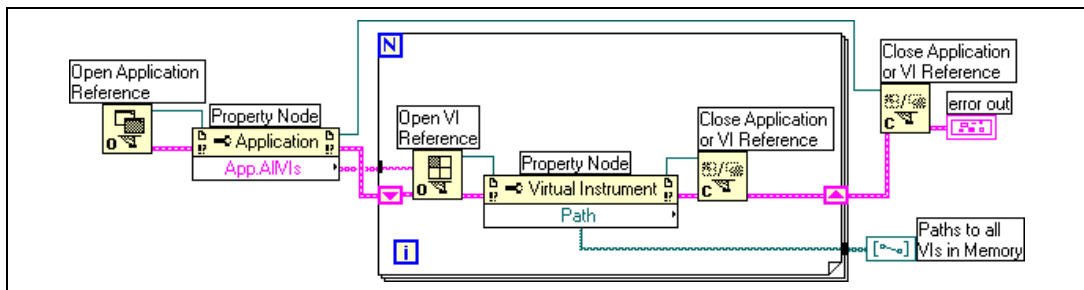 Open Application
Reference
Property Node
Application
App.AllVIs
N
Open VI
Reference
Property Node
Virtual Instrument
Path
Close Application
or VI Reference
i
Close Application
or VI Reference
error out
Paths to all
VIs in Memory